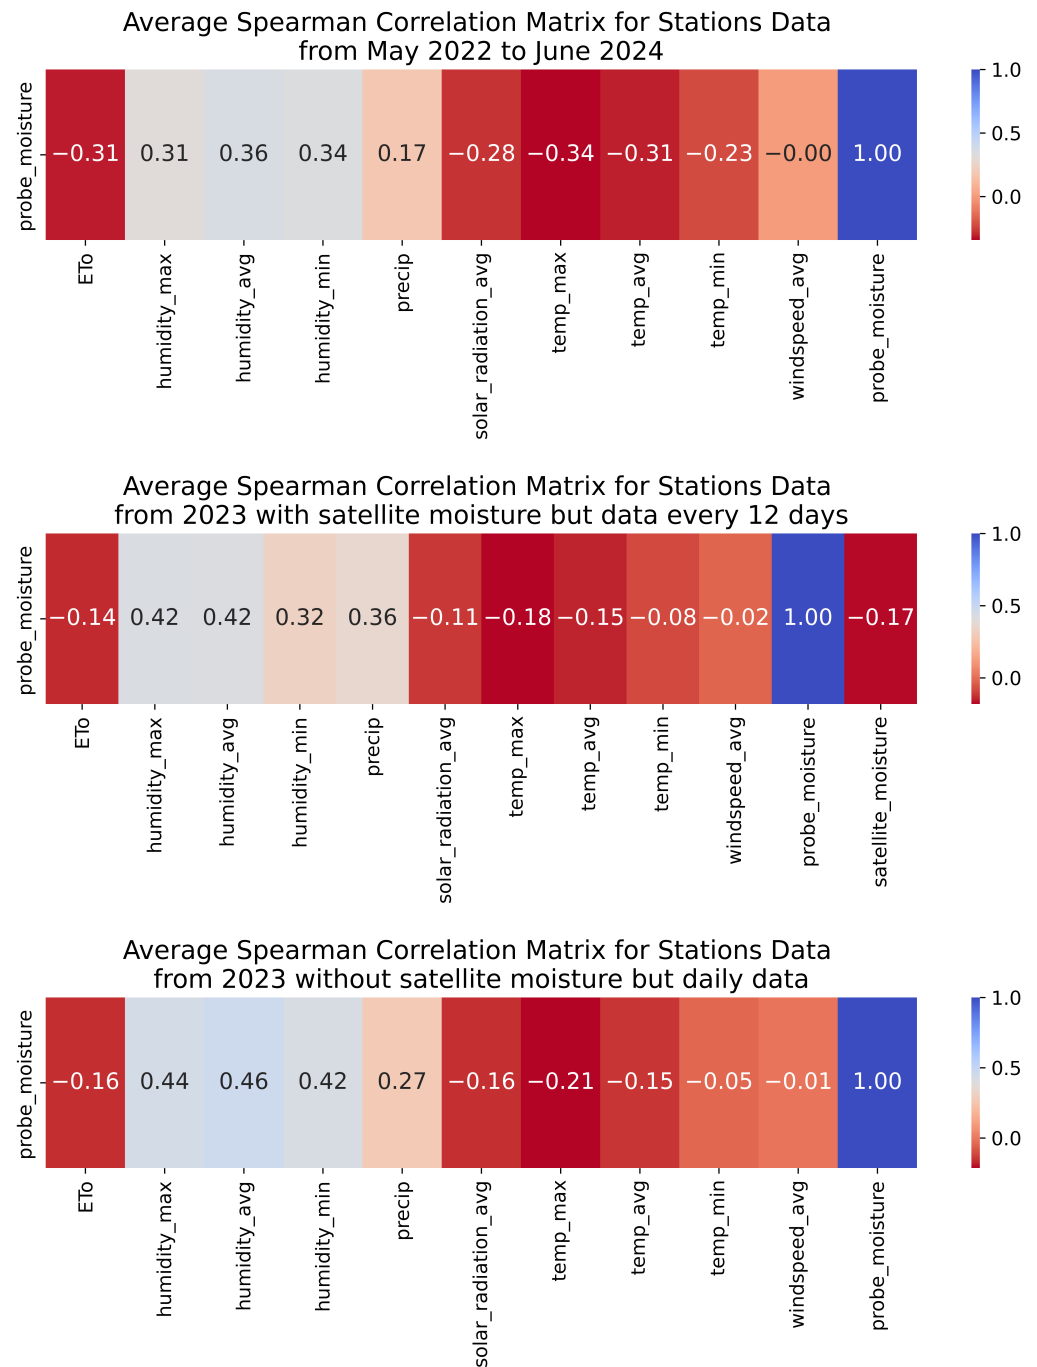 Average Spearman Correlation Matrix for Stations Data
from May 2022 to June 2024
probe_moisture
−0.31 0.31 0.36 0.34 0.17 −0.28 −0.34 −0.31 −0.23 −0.00 1.00
ETo
humidity_max
humidity_avg
humidity_min
precip
solar_radiation_avg
temp_max
temp_avg
temp_min
windspeed_avg
probe_moisture
1.0
0.5
0.0
Average Spearman Correlation Matrix for Stations Data
from 2023 with satellite moisture but data every 12 days
probe_moisture
−0.14 0.42 0.42 0.32 0.36 −0.11 −0.18 −0.15 −0.08 −0.02 1.00 −0.17
ETo
humidity_max
humidity_avg
humidity_min
precip
solar_radiation_avg
temp_max
temp_avg
temp_min
windspeed_avg
probe_moisture
satellite_moisture
1.0
0.5
0.0
Average Spearman Correlation Matrix for Stations Data
from 2023 without satellite moisture but daily data
probe_moisture
−0.16 0.44 0.46 0.42 0.27 −0.16 −0.21 −0.15 −0.05 −0.01 1.00
ETo
humidity_max
humidity_avg
humidity_min
precip
solar_radiation_avg
temp_max
temp_avg
temp_min
windspeed_avg
probe_moisture
1.0
0.5
0.0